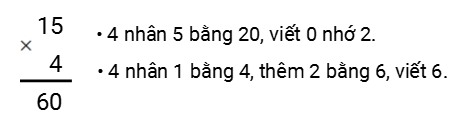 15
×
4
60
• 4 nhân 5 bằng 20, viết 0 nhớ 2.
• 4 nhân 1 bằng 4, thêm 2 bằng 6, viết 6.